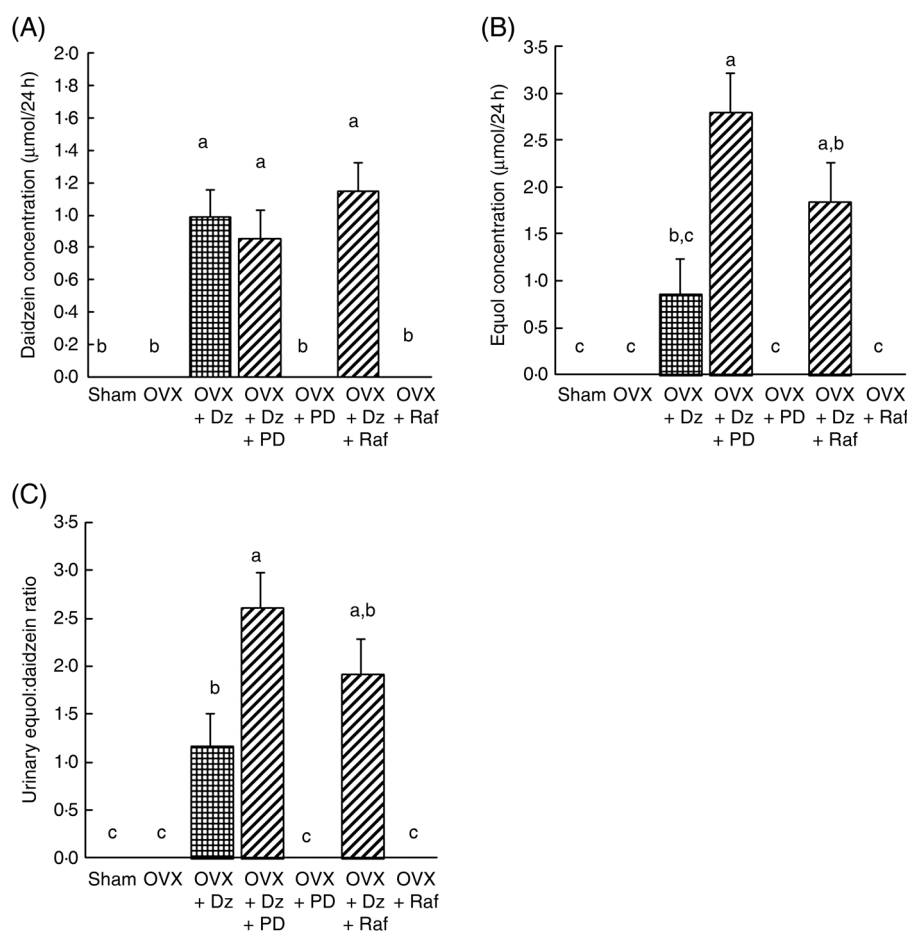 (A)
Daidzein concentration (μmol/24 h)
2·0
1·8
1·6
1·4
1·2
1·0
0·8
0·6
0·4
0·2
0·0
b b a a b a b
Sham OVX OVX OVX OVX OVX OVX
+ Dz + Dz + PD + Dz + Raf
+ PD + Raf
(B)
Equol concentration (μmol/24 h)
3·5
3·0
2·5
2·0
1·5
1·0
0·5
0·0
c c b,c a c a,b c
Sham OVX OVX OVX OVX OVX OVX
+ Dz + Dz + PD + Dz + Raf
+ PD + Raf
(C)
Urinary equol:daidzein ratio
3·5
3·0
2·5
2·0
1·5
1·0
0·5
0·0
c c b a c a,b c
Sham OVX OVX OVX OVX OVX OVX
+ Dz + Dz + PD + Dz + Raf
+ PD + Raf